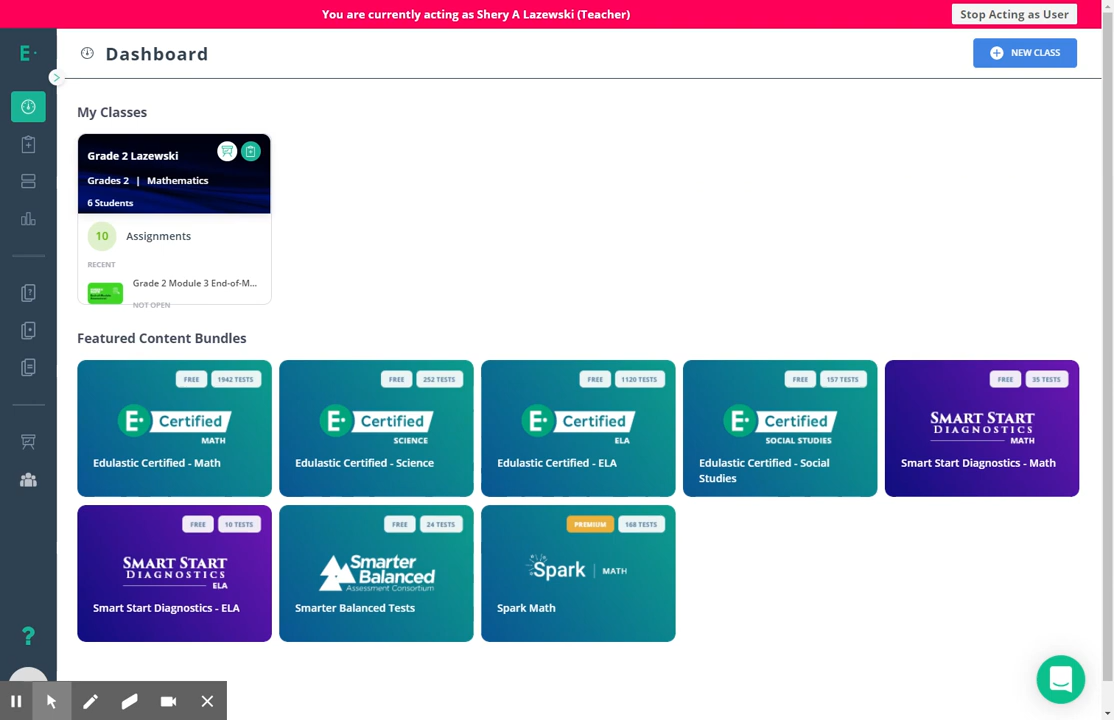 You are currently acting as Shery A Lazewski (Teacher)
Stop Acting as User
E·
Dashboard
NEW CLASS
My Classes
Grade 2 Lazewski
Grades 2 | Mathematics
6 Students
10 Assignments
RECENT
Grade 2 Module 3 End-of-M...
NOT OPEN
Featured Content Bundles
FREE 1942 TESTS
E· Certified
MATH
Edulastic Certified - Math
FREE 252 TESTS
E· Certified
SCIENCE
Edulastic Certified - Science
FREE 1120 TESTS
E· Certified
ELA
Edulastic Certified - ELA
FREE 157 TESTS
E· Certified
SOCIAL STUDIES
Edulastic Certified - Social
Studies
FREE 35 TESTS
SMART START
DIAGNOSTICS
MATH
Smart Start Diagnostics - Math
FREE 10 TESTS
SMART START
DIAGNOSTICS
ELA
Smart Start Diagnostics - ELA
FREE 24 TESTS
Smarter
Balanced
Assessment Consortium
Smarter Balanced Tests
PREMIUM 168 TESTS
Spark | MATH
Spark Math
?